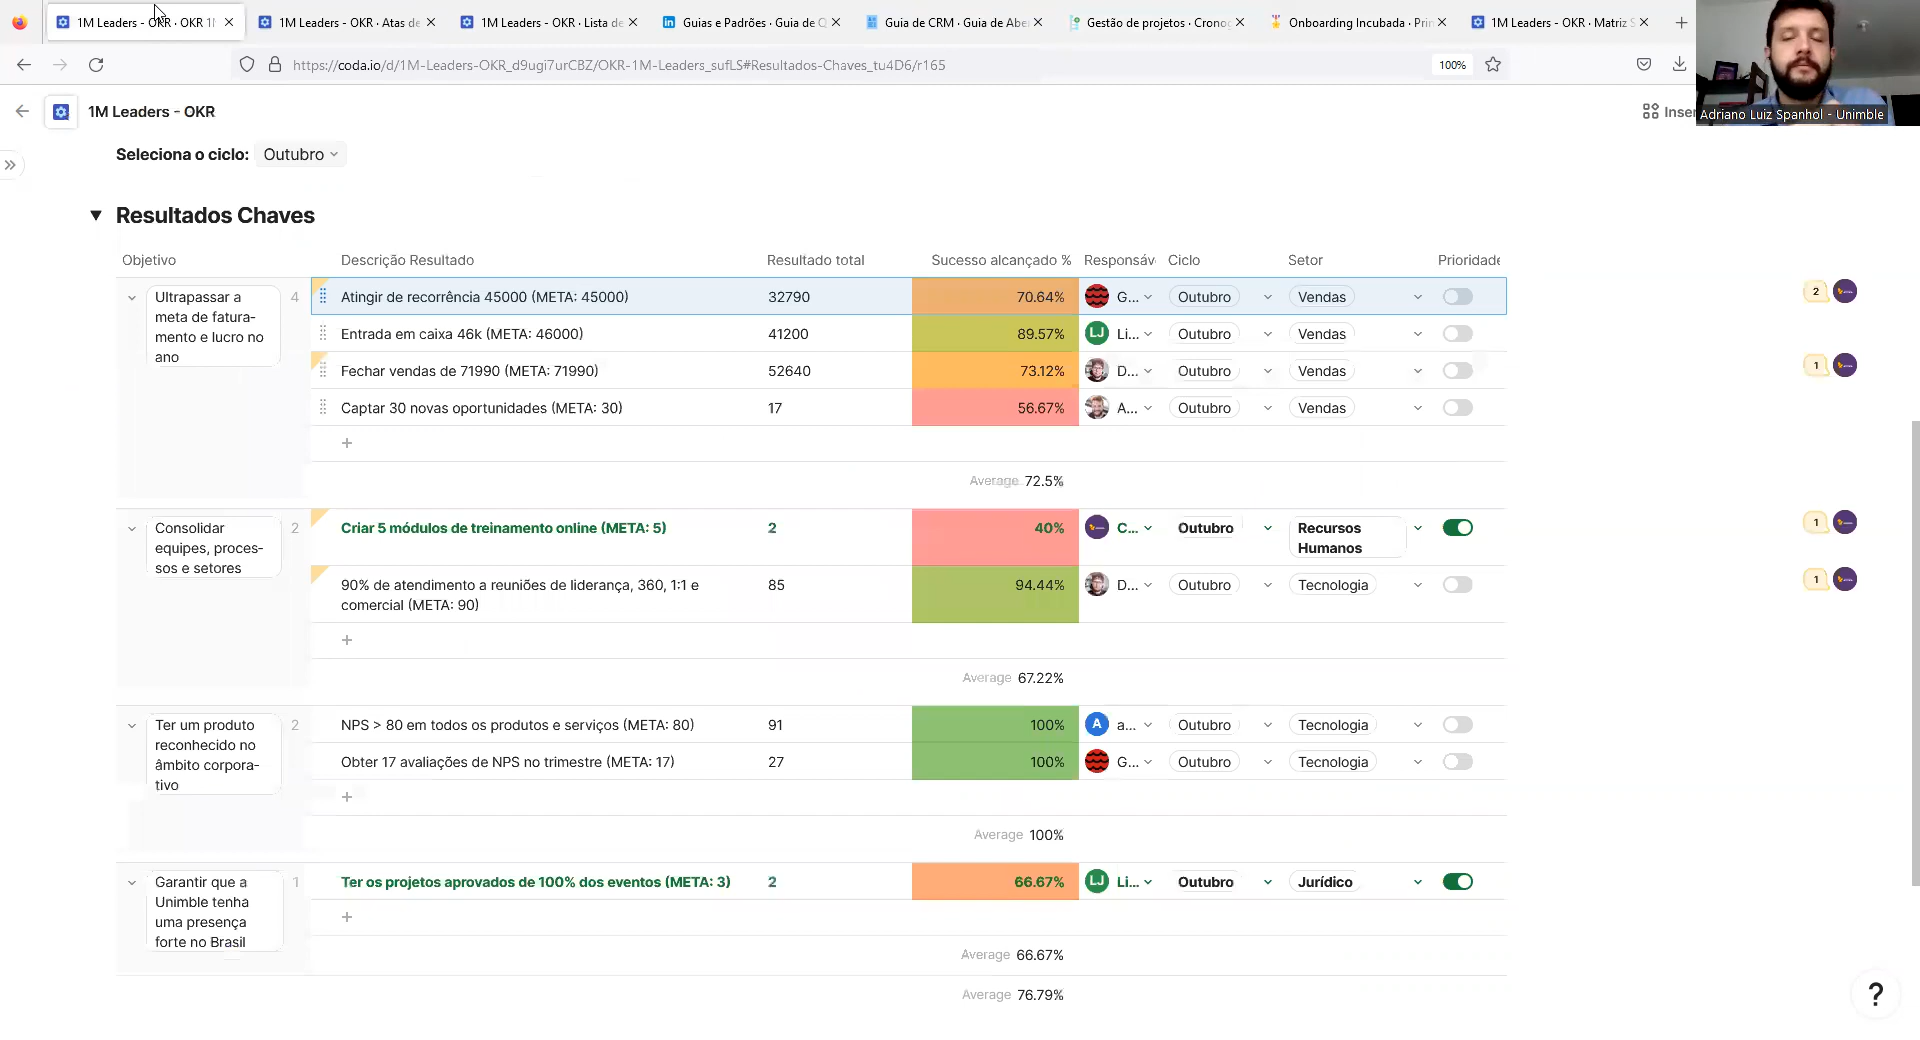 1M Leaders - OKR · OKR 1M
1M Leaders - OKR · Atas de
1M Leaders - OKR · Lista de
Guias e Padrões · Guia de Q
Guia de CRM · Guia de Aber
Gestão de projetos · Crono
Onboarding Incubada · Prin
1M Leaders - OKR · Matriz S
https://coda.io/d/1M-Leaders-OKR_d9ugi7urCBZ/OKR-1M-Leaders_sufLS#Resultados-Chaves_tu4D6/r165
100%
Adriano Luiz Spanhol - Unimble
1M Leaders - OKR
Inser
Seleciona o ciclo: Outubro
Resultados Chaves
Objetivo Descrição Resultado Resultado total Sucesso alcançado % Responsáv Ciclo Setor Prioridade
Ultrapassar a
meta de fatura-
mento e lucro no
ano
4
Atingir de recorrência 45000 (META: 45000) 32790 70.64% G... Outubro Vendas 2
Entrada em caixa 46k (META: 46000) 41200 89.57% LJ Li... Outubro Vendas
Fechar vendas de 71990 (META: 71990) 52640 73.12% D... Outubro Vendas 1
Captar 30 novas oportunidades (META: 30) 17 56.67% A... Outubro Vendas
+
Average 72.5%
Consolidar
equipes, proces-
sos e setores
2
Criar 5 módulos de treinamento online (META: 5) 2 40% C... Outubro Recursos
Humanos
1
90% de atendimento a reuniões de liderança, 360, 1:1 e
comercial (META: 90)
85 94.44% D... Outubro Tecnologia 1
+
Average 67.22%
Ter um produto
reconhecido no
âmbito corpora-
tivo
2
NPS > 80 em todos os produtos e serviços (META: 80) 91 100% A a... Outubro Tecnologia
Obter 17 avaliações de NPS no trimestre (META: 17) 27 100% G... Outubro Tecnologia
+
Average 100%
Garantir que a
Unimble tenha
uma presença
forte no Brasil
1
Ter os projetos aprovados de 100% dos eventos (META: 3) 2 66.67% LJ Li... Outubro Jurídico
+
Average 66.67%
Average 76.79%
?